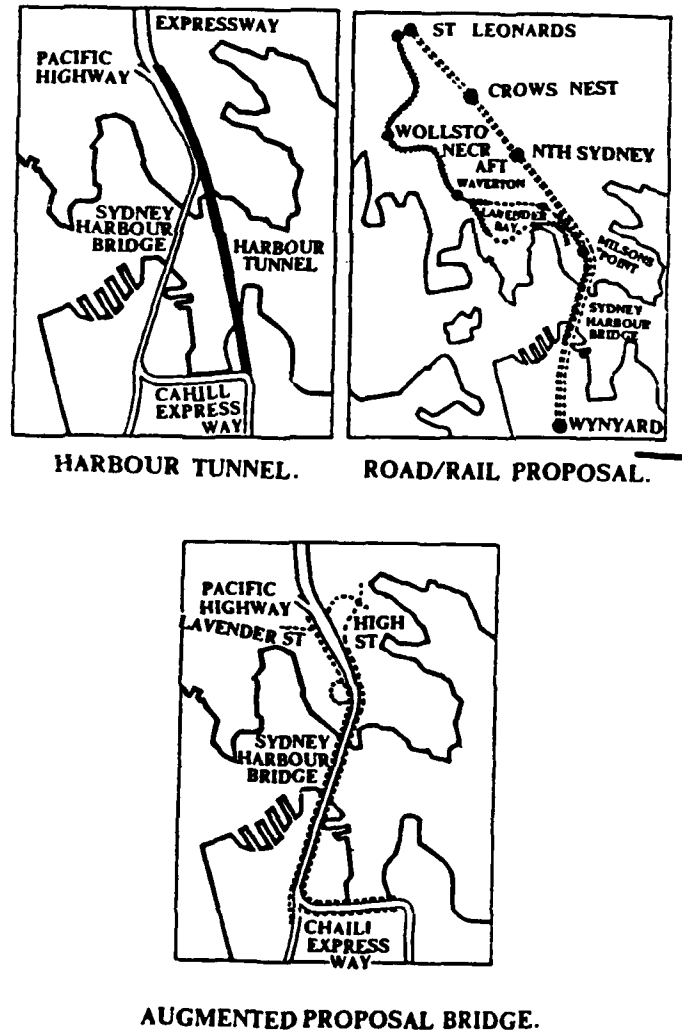 EXPRESSWAY
PACIFIC
HIGHWAY
SYDNEY
HARBOUR
BRIDGE
HARBOUR
TUNNEL
CAHILL
EXPRESS
WAY
HARBOUR TUNNEL.
ST LEONARDS
CROWS NEST
WOLLSTO
NECR
AFT
NTH SYDNEY
WAVERTON
LAVENDER
BAY
MILSONS
POINT
SYDNEY
HARBOUR
BRIDGE
WYNYARD
ROAD/RAIL PROPOSAL.
PACIFIC
HIGHWAY
LAVENDER ST
HIGH
ST
SYDNEY
HARBOUR
BRIDGE
CHAILI
EXPRESS
WAY
AUGMENTED PROPOSAL BRIDGE.